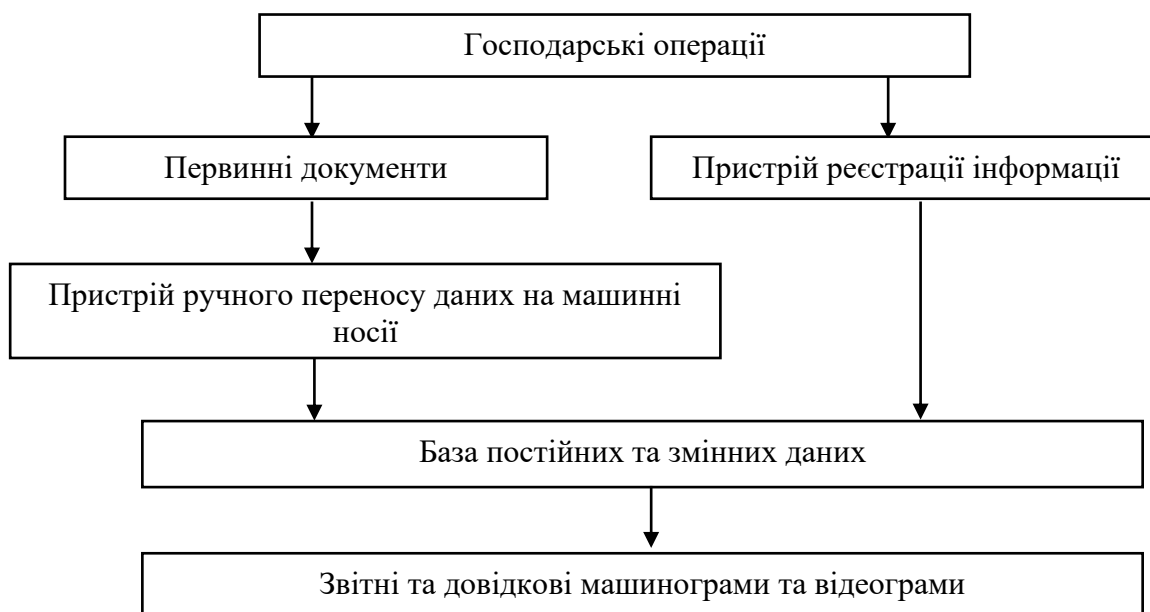 Господарські операції
Первинні документи
Пристрій реєстрації інформації
Пристрій ручного переносу даних на машинні
носії
База постійних та змінних даних
Звітні та довідкові машинограми та відеограми